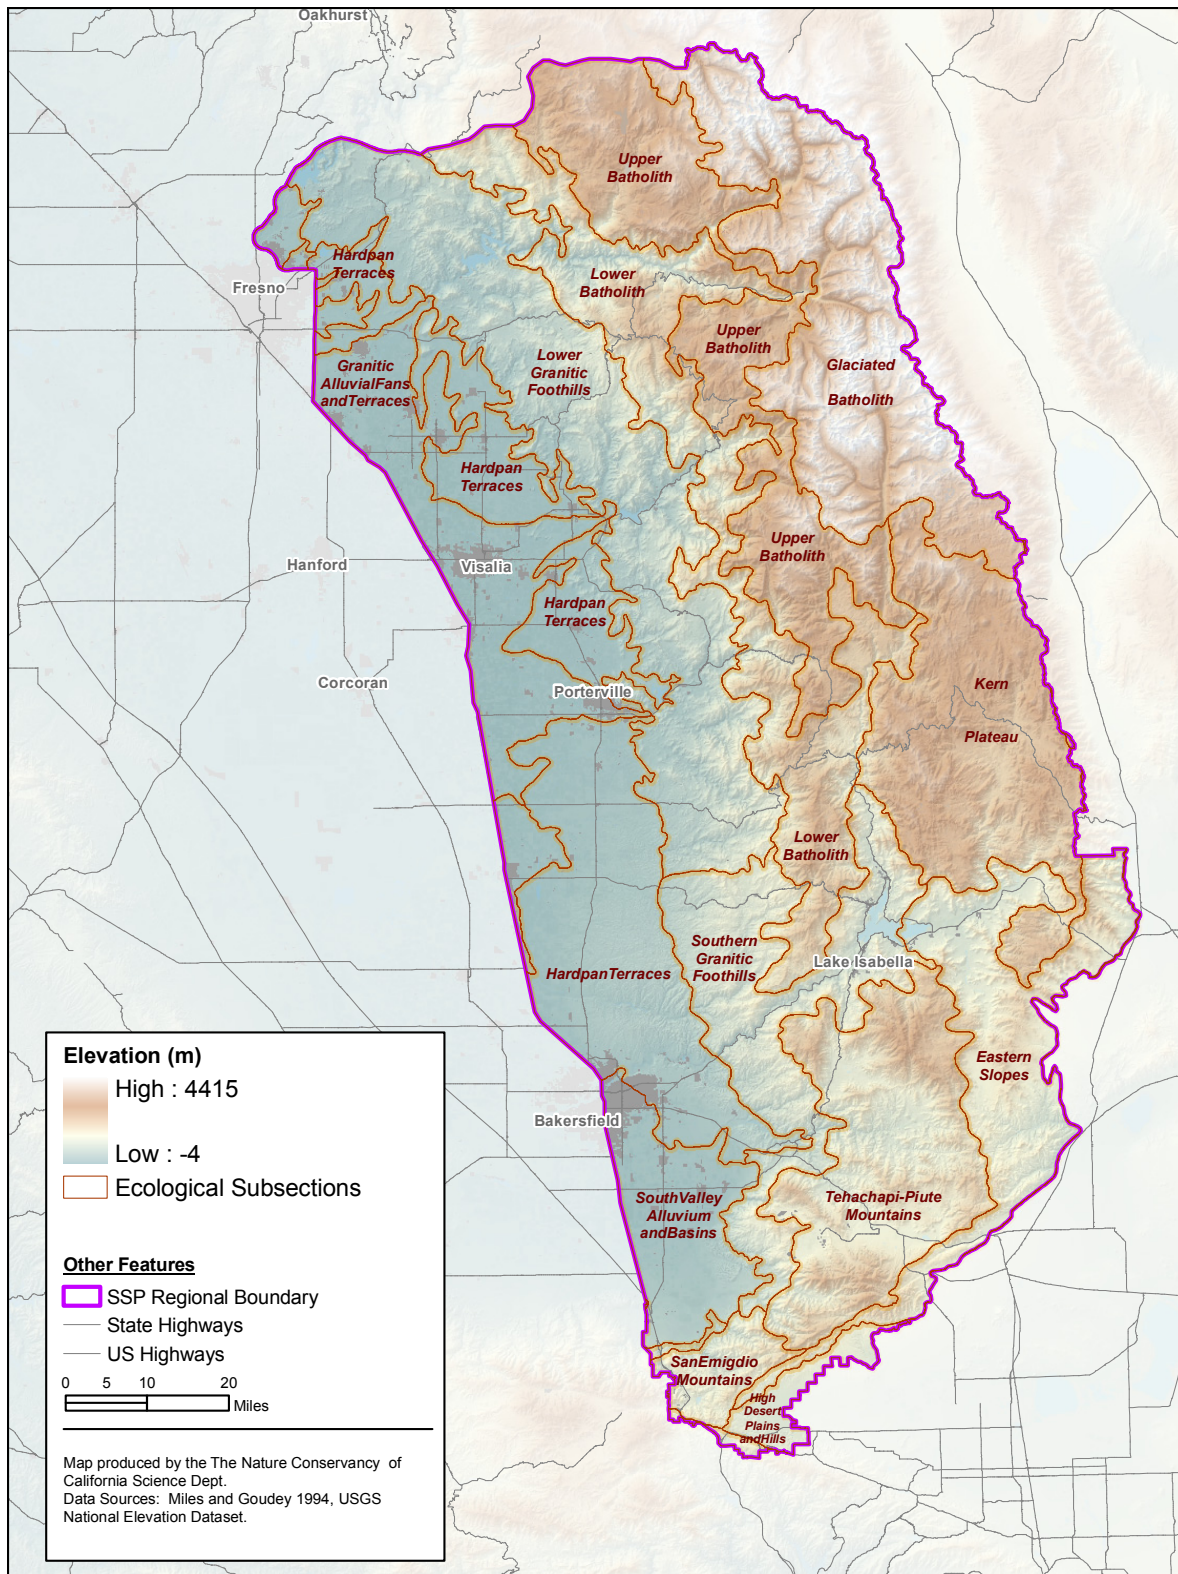 Oakhurst
Upper
Batholith
Hardpan
Terraces
Lower
Batholith
Fresno
Upper
Batholith
Lower
Granitic
Foothills
Granitic
AlluvialFans
andTerraces
Glaciated
Batholith
Hardpan
Terraces
Upper
Batholith
Hanford
Visalia
Hardpan
Terraces
Corcoran
Porterville
Kern
Plateau
Lower
Batholith
Southern
Granitic
Foothills
Lake Isabella
HardpanTerraces
Eastern
Slopes
Bakersfield
SouthValley
Alluvium
andBasins
Tehachapi-Piute
Mountains
SanEmigdio
Mountains
High
Desert
Plains
andHills
Elevation (m)
High : 4415
Low : -4
Ecological Subsections
Other Features
SSP Regional Boundary
State Highways
US Highways
0 5 10 20
Miles
Map produced by the The Nature Conservancy of
California Science Dept.
Data Sources: Miles and Goudey 1994, USGS
National Elevation Dataset.